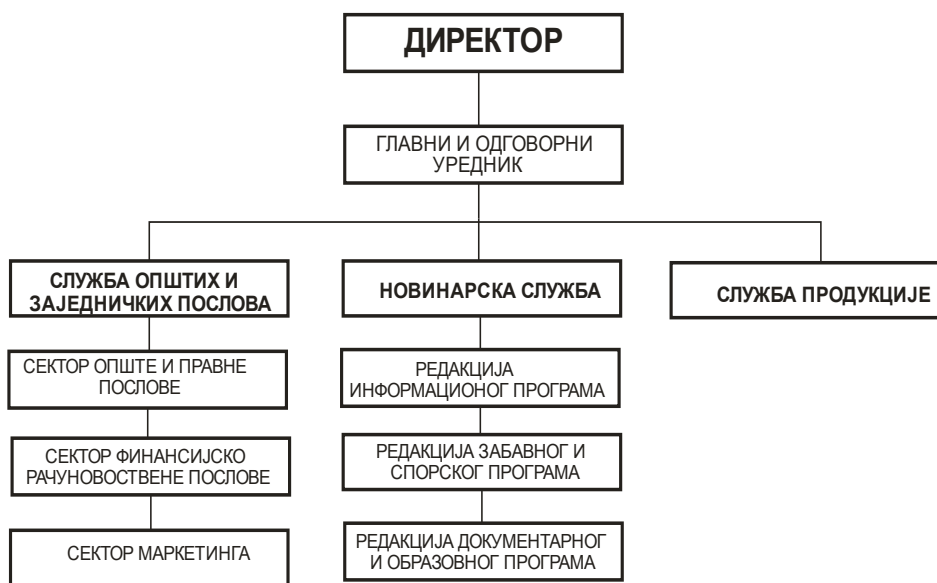 ДИРЕКТОР
ГЛАВНИ И ОДГОВОРНИ
УРЕДНИК
СЛУЖБА ОПШТИХ И
ЗАЈЕДНИЧКИХ ПОСЛОВА
СЕКТОР ОПШТЕ И ПРАВНЕ
ПОСЛОВЕ
СЕКТОР ФИНАНСИЈСКО
РАЧУНОВОСТВЕНЕ ПОСЛОВЕ
СЕКТОР МАРКЕТИНГА
НОВИНАРСКА СЛУЖБА
РЕДАКЦИЈА
ИНФОРМАЦИОНОГ ПРОГРАМА
РЕДАКЦИЈА ЗАБАВНОГ И
СПОРСКОГ ПРОГРАМА
РЕДАКЦИЈА ДОКУМЕНТАРНОГ
И ОБРАЗОВНОГ ПРОГРАМА
СЛУЖБА ПРОДУКЦИЈЕ